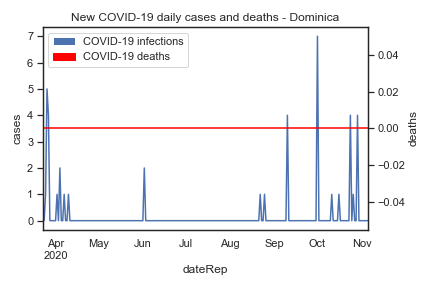 New COVID-19 daily cases and deaths - Dominica
COVID-19 infections
COVID-19 deaths
7
6
5
4
3
2
1
0
cases
0.04
0.02
0.00
−0.02
−0.04
deaths
Apr May Jun Jul Aug Sep Oct Nov
2020
dateRep